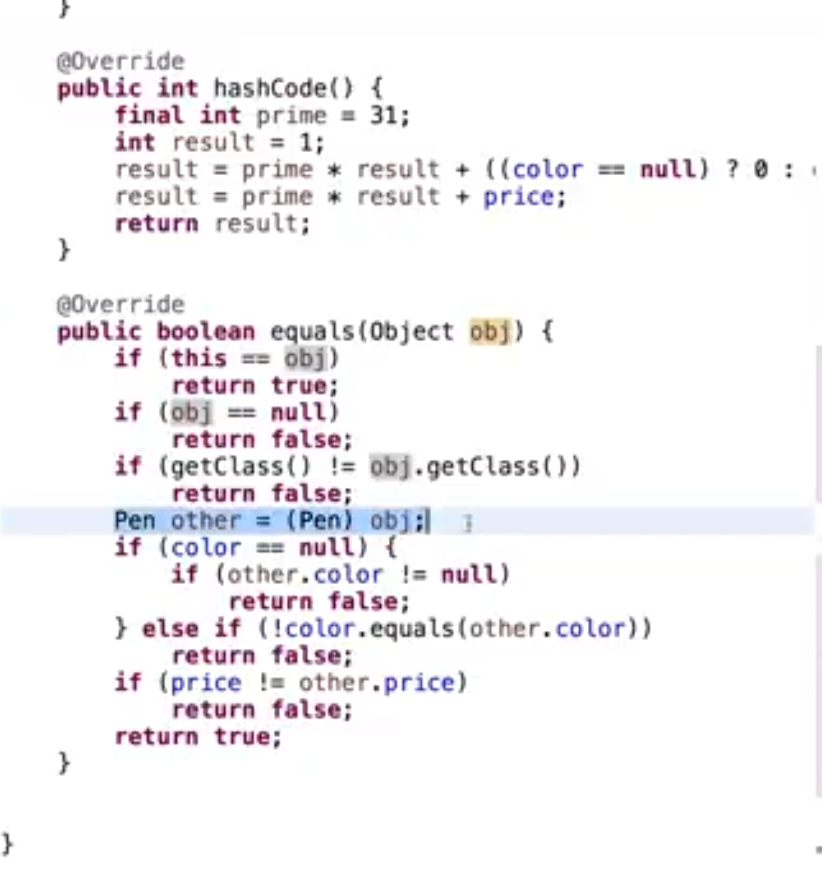 }
@Override
public int hashCode() {
final int prime = 31;
int result = 1;
result = prime * result + ((color == null) ? 0 :
result = prime * result + price;
return result;
}
@Override
public boolean equals(Object obj) {
if (this == obj)
return true;
if (obj == null)
return false;
if (getClass() != obj.getClass())
return false;
Pen other = (Pen) obj;
if (color == null) {
if (other.color != null)
return false;
} else if (!color.equals(other.color))
return false;
if (price != other.price)
return false;
return true;
}
}